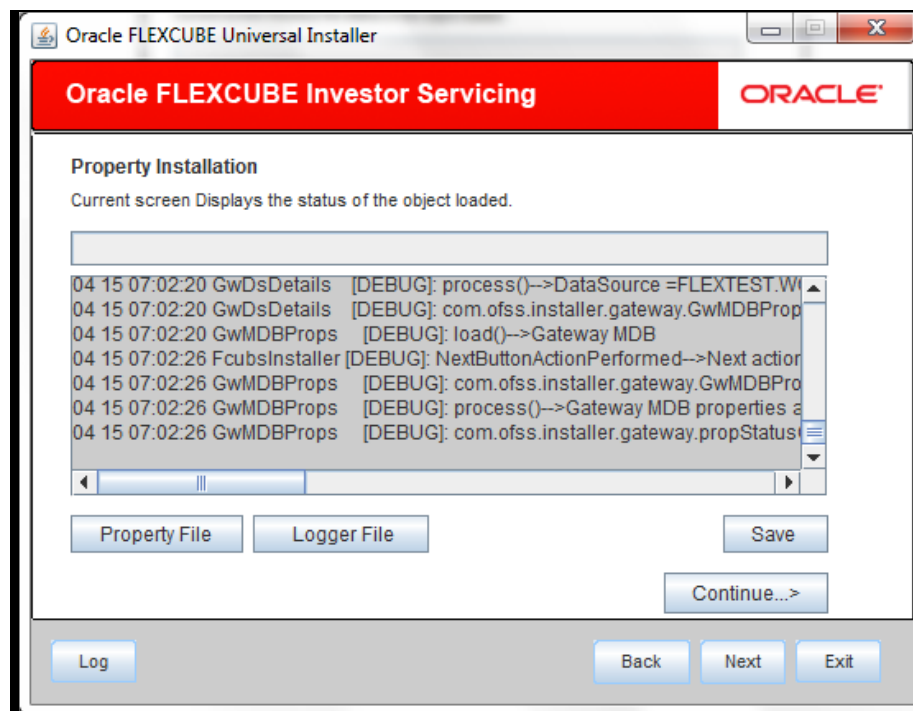 Oracle FLEXCUBE Universal Installer
Oracle FLEXCUBE Investor Servicing
ORACLE
Property Installation
Current screen Displays the status of the object loaded.
04 15 07:02:20 GwDsDetails [DEBUG]: process()-->DataSource =FLEXTEST.W
04 15 07:02:20 GwDsDetails [DEBUG]: com.ofss.installer.gateway.GwMDBProp
04 15 07:02:20 GwMDBProps [DEBUG]: load()-->Gateway MDB
04 15 07:02:26 FcubsInstaller [DEBUG]: NextButtonActionPerformed-->Next action
04 15 07:02:26 GwMDBProps [DEBUG]: com.ofss.installer.gateway.GwMDBPro
04 15 07:02:26 GwMDBProps [DEBUG]: process()-->Gateway MDB properties a
04 15 07:02:26 GwMDBProps [DEBUG]: com.ofss.installer.gateway.propStatus
Property File Logger File Save
Continue...>
Log Back Next Exit